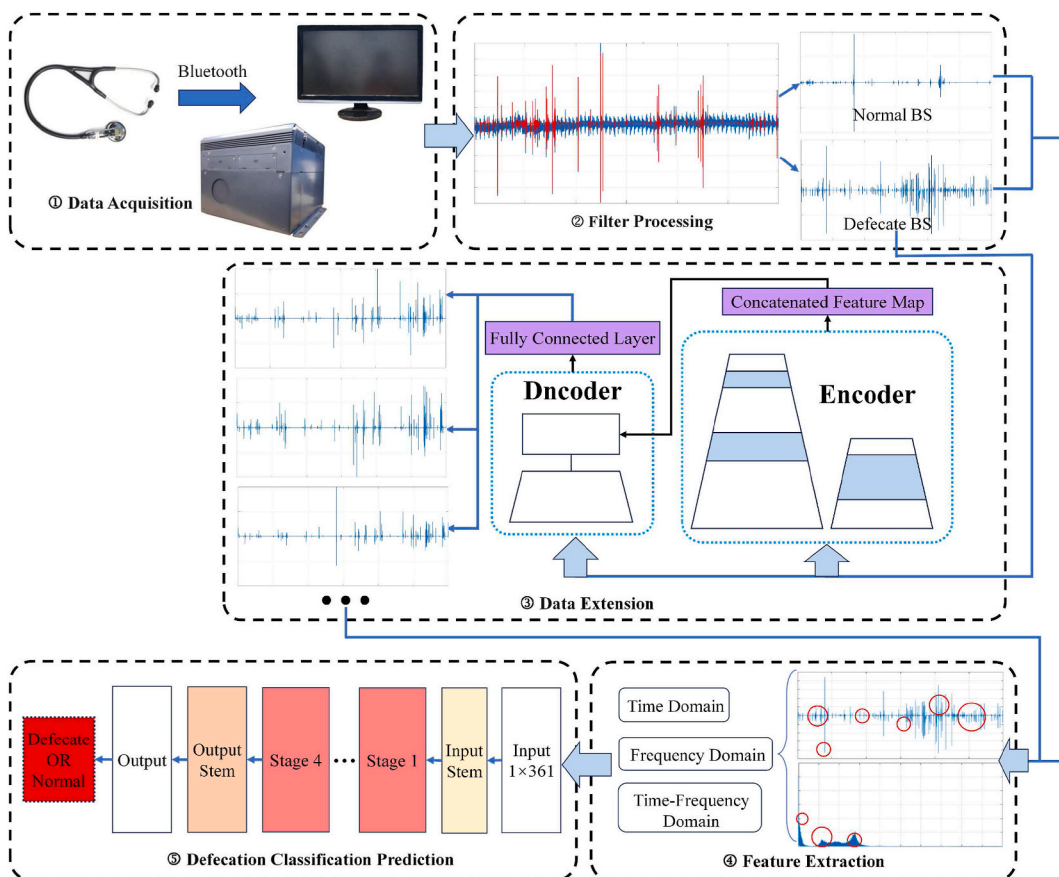 Bluetooth
① Data Acquisition
Normal BS
Defecate BS
② Filter Processing
Concatenated Feature Map
Fully Connected Layer
Dncoder
Encoder
③ Data Extension
Time Domain
Frequency Domain
Time-Frequency
Domain
④ Feature Extraction
Defecate
OR
Normal
Output
Output
Stem
Stage 4
Stage 1
Input
Stem
Input
1×361
⑤ Defecation Classification Prediction